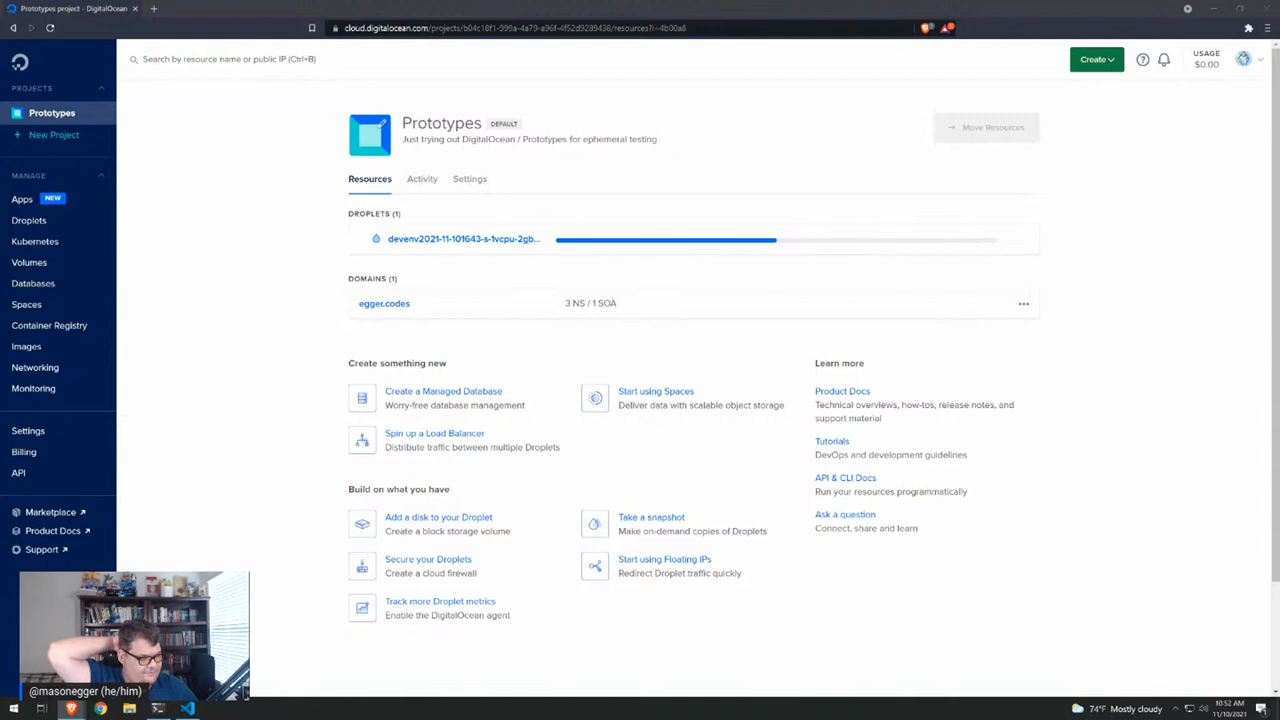 Prototypes project - DigitalOcean
cloud.digitalocean.com/projects/b04c18f1-999a-4a79-a96f-4f52d9289438/resources?i=4b00a8
Search by resource name or public IP (Ctrl+B)
Create
USAGE
$0.00
PROJECTS
Prototypes
+ New Project
MANAGE
Apps NEW
Droplets
Kubernetes
Volumes
Databases
Spaces
Container Registry
Images
Networking
Monitoring
Settings
Billing
API
Marketplace
Product Docs
Support
Prototypes DEFAULT
Just trying out DigitalOcean / Prototypes for ephemeral testing
Move Resources
Resources Activity Settings
DROPLETS (1)
devenv2021-11-101643-s-1vcpu-2gb...
DOMAINS (1)
egger.codes 3 NS / 1 SOA
Create something new
Create a Managed Database
Worry-free database management
Start using Spaces
Deliver data with scalable object storage
Spin up a Load Balancer
Distribute traffic between multiple Droplets
Build on what you have
Add a disk to your Droplet
Create a block storage volume
Take a snapshot
Make on-demand copies of Droplets
Secure your Droplets
Create a cloud firewall
Start using Floating IPs
Redirect Droplet traffic quickly
Track more Droplet metrics
Enable the DigitalOcean agent
Learn more
Product Docs
Technical overviews, how-tos, release notes, and
support material
Tutorials
DevOps and development guidelines
API & CLI Docs
Run your resources programmatically
Ask a question
Connect, share and learn
@masonegger (he/him)
74°F Mostly cloudy
10:52 AM
11/10/2021